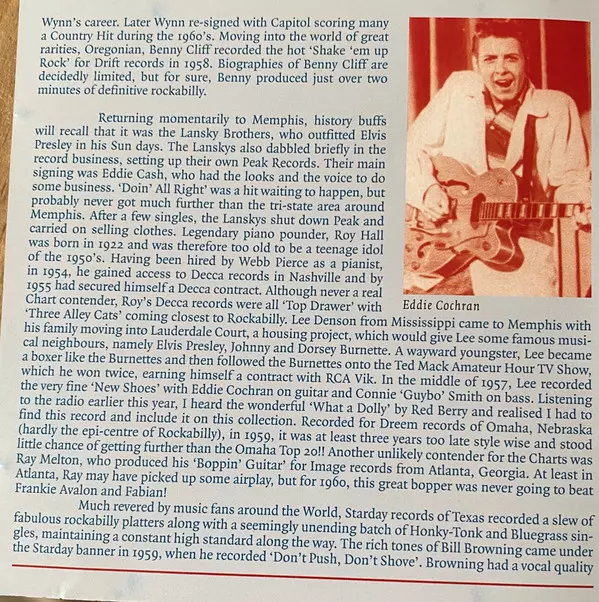 Wynn's career. Later Wynn re-signed with Capitol scoring many
a Country Hit during the 1960's. Moving into the world of great
rarities, Oregonian, Benny Cliff recorded the hot 'Shake 'em up
Rock' for Drift records in 1958. Biographies of Benny Cliff are
decidedly limited, but for sure, Benny produced just over two
minutes of definitive rockabilly.
Returning momentarily to Memphis, history buffs
will recall that it was the Lansky Brothers, who outfitted Elvis
Presley in his Sun days. The Lanskys also dabbled briefly in the
record business, setting up their own Peak Records. Their main
signing was Eddie Cash, who had the looks and the voice to do
some business. 'Doin' All Right' was a hit waiting to happen, but
probably never got much further than the tri-state area around
Memphis. After a few singles, the Lanskys shut down Peak and
carried on selling clothes. Legendary piano pounder, Roy Hall
was born in 1922 and was therefore too old to be a teenage idol
of the 1950's. Having been hired by Webb Pierce as a pianist,
in 1954, he gained access to Decca records in Nashville and by
1955 had secured himself a Decca contract. Although never a real
Chart contender, Roy's Decca records were all 'Top Drawer' with
Eddie Cochran
'Three Alley Cats' coming closest to Rockabilly. Lee Denson from Mississippi came to Memphis with
his family moving into Lauderdale Court, a housing project, which would give Lee some famous musi-
cal neighbours, namely Elvis Presley, Johnny and Dorsey Burnette. A wayward youngster, Lee became
a boxer like the Burnettes and then followed the Burnettes onto the Ted Mack Amateur Hour TV Show,
which he won twice, earning himself a contract with RCA Vik. In the middle of 1957, Lee recorded
the very fine 'New Shoes' with Eddie Cochran on guitar and Connie 'Guybo' Smith on bass. Listening
to the radio earlier this year, I heard the wonderful 'What a Dolly' by Red Berry and realised I had to
find this record and include it on this collection. Recorded for Dreem records of Omaha, Nebraska
(hardly the epi-centre of Rockabilly), in 1959, it was at least three years too late style wise and stood
little chance of getting further than the Omaha Top 20!! Another unlikely contender for the Charts was
Ray Melton, who produced his 'Boppin' Guitar' for Image records from Atlanta, Georgia. At least in
Atlanta, Ray may have picked up some airplay, but for 1960, this great bopper was never going to beat
Frankie Avalon and Fabian!
Much revered by music fans around the World, Starday records of Texas recorded a slew of
fabulous rockabilly platters along with a seemingly unending batch of Honky-Tonk and Bluegrass sin-
gles, maintaining a constant high standard along the way. The rich tones of Bill Browning came under
the Starday banner in 1959, when he recorded 'Don't Push, Don't Shove'. Browning had a vocal quality